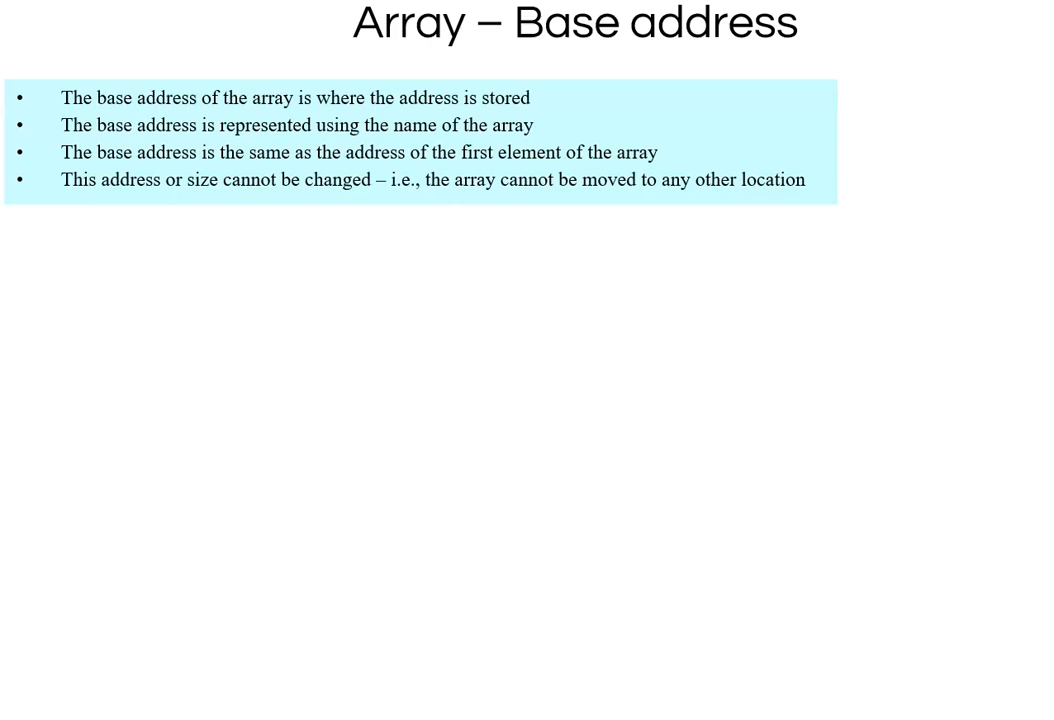 Array – Base address
• The base address of the array is where the address is stored
• The base address is represented using the name of the array
• The base address is the same as the address of the first element of the array
• This address or size cannot be changed – i.e., the array cannot be moved to any other location